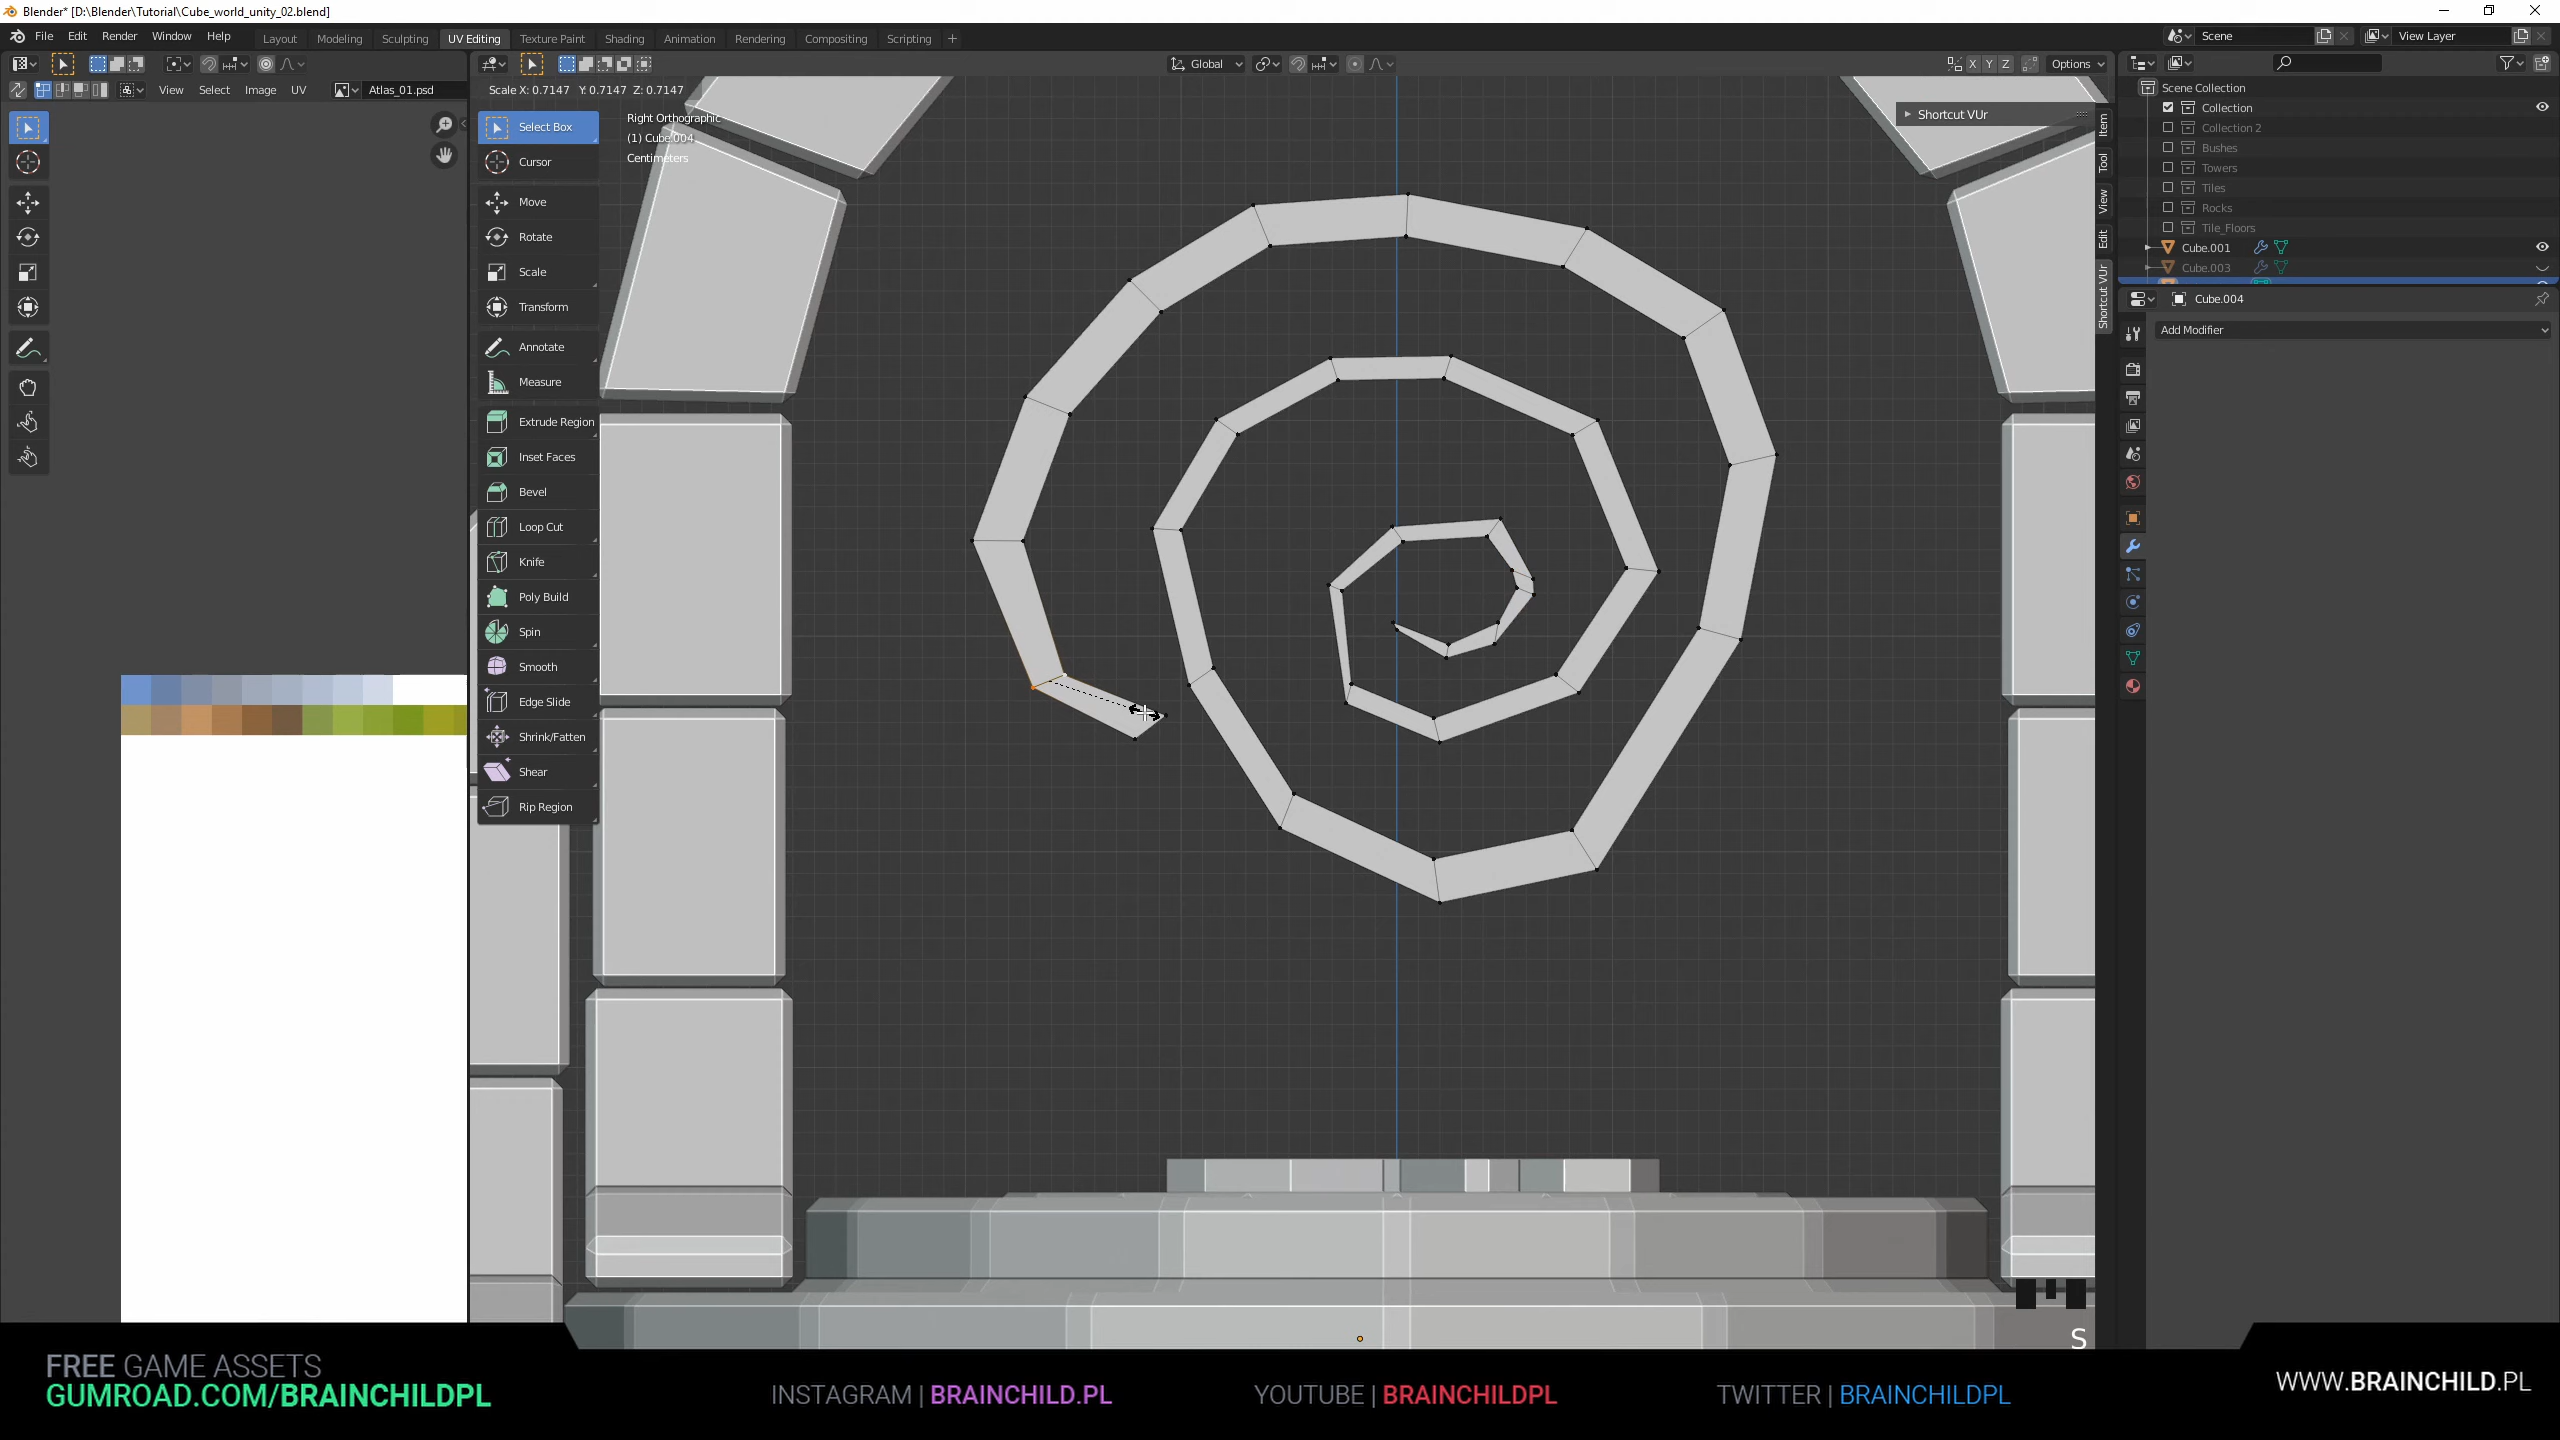 Blender* [D:\Blender\Tutorial\Cube_world_unity_02.blend]
File Edit Render Window Help
Layout Modeling Sculpting UV Editing Texture Paint Shading Animation Rendering Compositing Scripting +
Scene
View Layer
Global
X Y Z
Options
View Select Image UV
Atlas_01.psd
Scale X: 0.7147 Y: 0.7147 Z: 0.7147
Right Orthographic
(1) Cube.004
Centimeters
Select Box
Cursor
Move
Rotate
Scale
Transform
Annotate
Measure
Extrude Region
Inset Faces
Bevel
Loop Cut
Knife
Poly Build
Spin
Smooth
Edge Slide
Shrink/Fatten
Shear
Rip Region
Shortcut VUr
Item
Tool
View
Edit
Shortcut VUr
Scene Collection
Collection
Collection 2
Bushes
Towers
Tiles
Rocks
Tile_Floors
Cube.001
Cube.003
Cube.004
Add Modifier
S
FREE GAME ASSETS
GUMROAD.COM/BRAINCHILDPL
INSTAGRAM | BRAINCHILD.PL
YOUTUBE | BRAINCHILDPL
TWITTER | BRAINCHILDPL
WWW.BRAINCHILD.PL